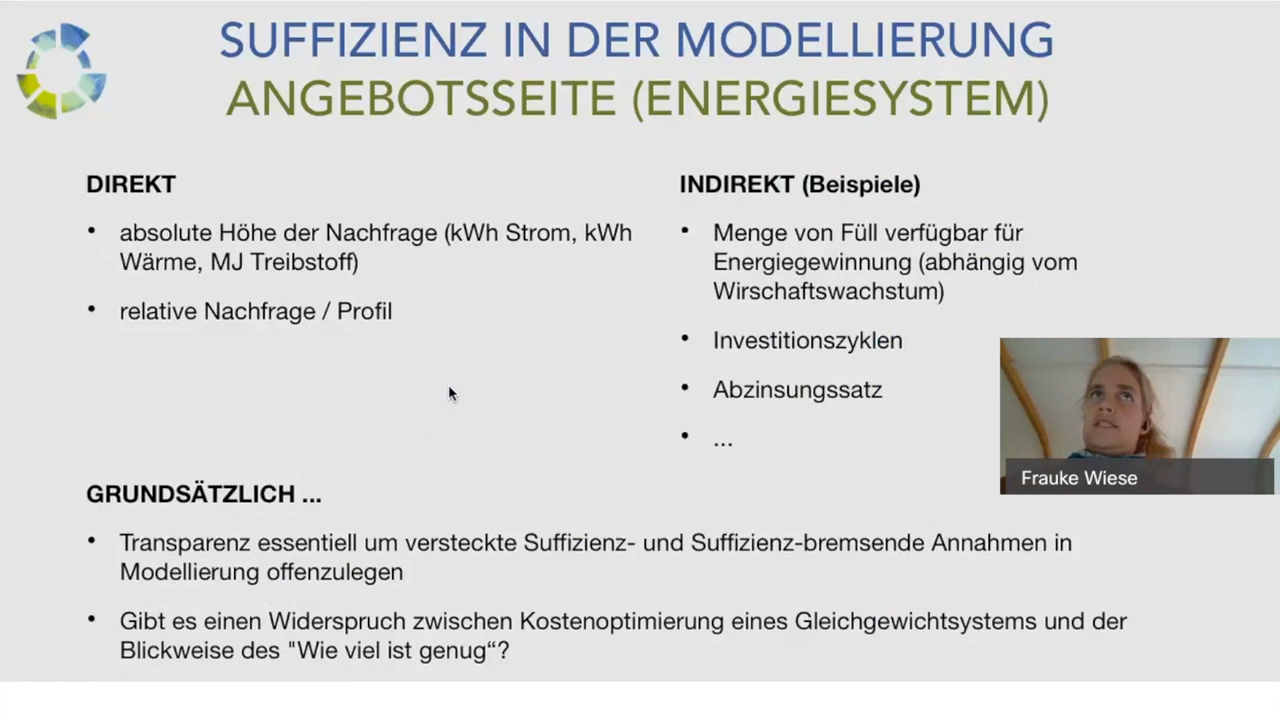 SUFFIZIENZ IN DER MODELLIERUNG
ANGEBOTSSEITE (ENERGIESYSTEM)
DIREKT
• absolute Höhe der Nachfrage (kWh Strom, kWh
Wärme, MJ Treibstoff)
• relative Nachfrage / Profil
INDIREKT (Beispiele)
• Menge von Füll verfügbar für
Energiegewinnung (abhängig vom
Wirschaftswachstum)
• Investitionszyklen
• Abzinsungssatz
• ...
Frauke Wiese
GRUNDSÄTZLICH ...
• Transparenz essentiell um versteckte Suffizienz- und Suffizienz-bremsende Annahmen in
Modellierung offenzulegen
• Gibt es einen Widerspruch zwischen Kostenoptimierung eines Gleichgewichtsystems und der
Blickweise des "Wie viel ist genug“?